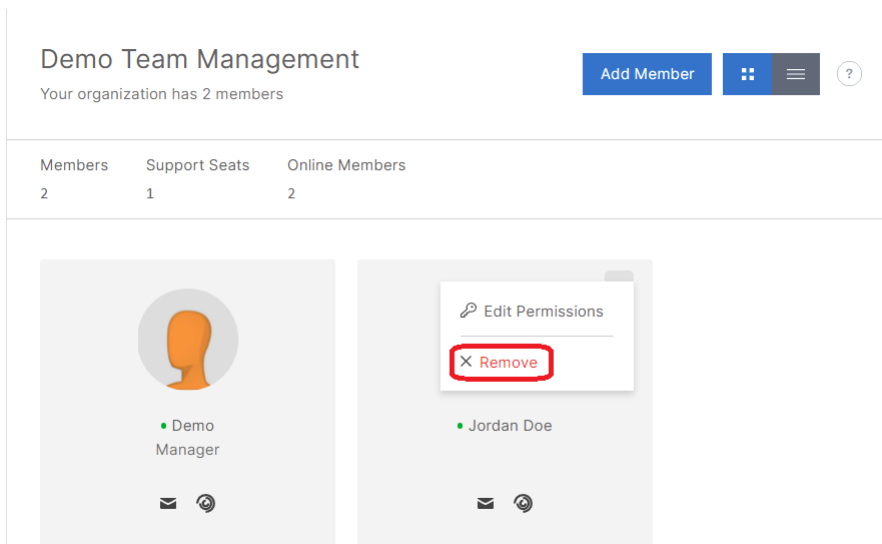 Demo Team Management
Your organization has 2 members
Add Member
?
Members Support Seats Online Members
2 1 2
Edit Permissions
Remove
Demo
Manager
Jordan Doe